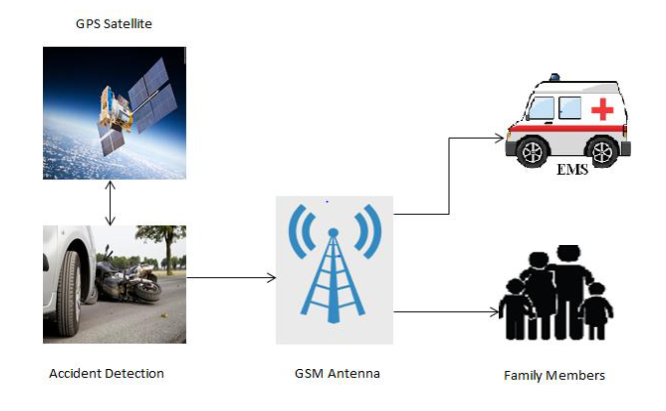 GPS Satellite
EMS
Accident Detection
GSM Antenna
Family Members